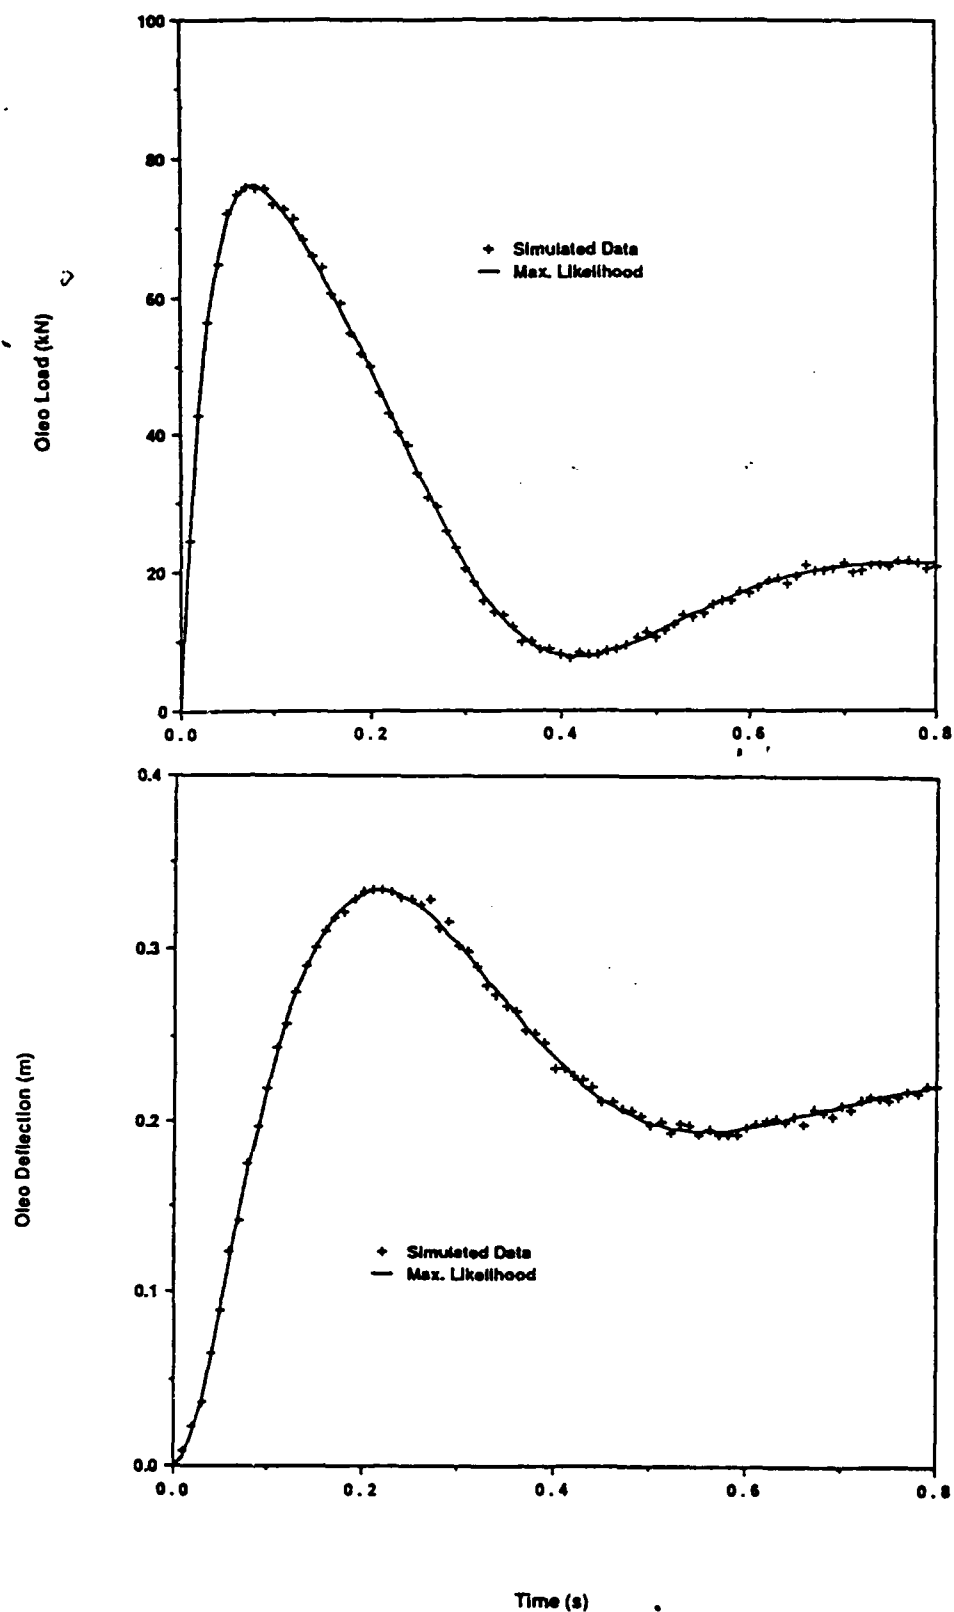 100
80
60
40
20
0
Oleo Load (kN)
+ Simulated Data
— Max. Likelihood
0.0 0.2 0.4 0.6 0.8
0.4
0.3
0.2
0.1
0.0
Oleo Deflection (m)
+ Simulated Data
— Max. Likelihood
0.0 0.2 0.4 0.6 0.8
Time (s)